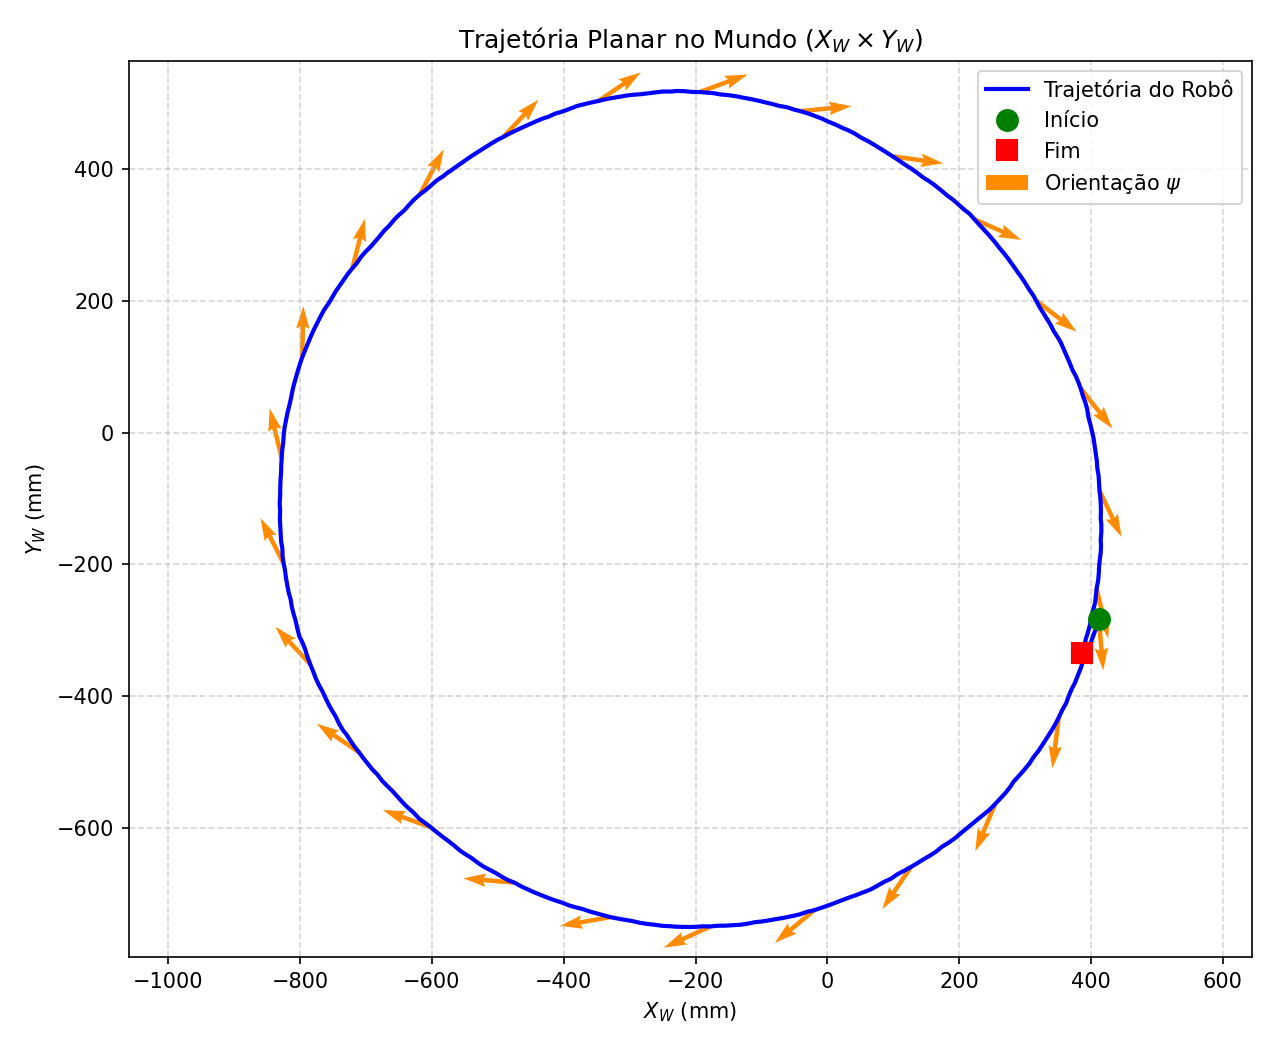 Trajetória Planar no Mundo (X_W × Y_W)
Trajetória do Robô
Início
Fim
Orientação ψ
Y_W (mm)
400
200
0
−200
−400
−600
−1000 −800 −600 −400 −200 0 200 400 600
X_W (mm)